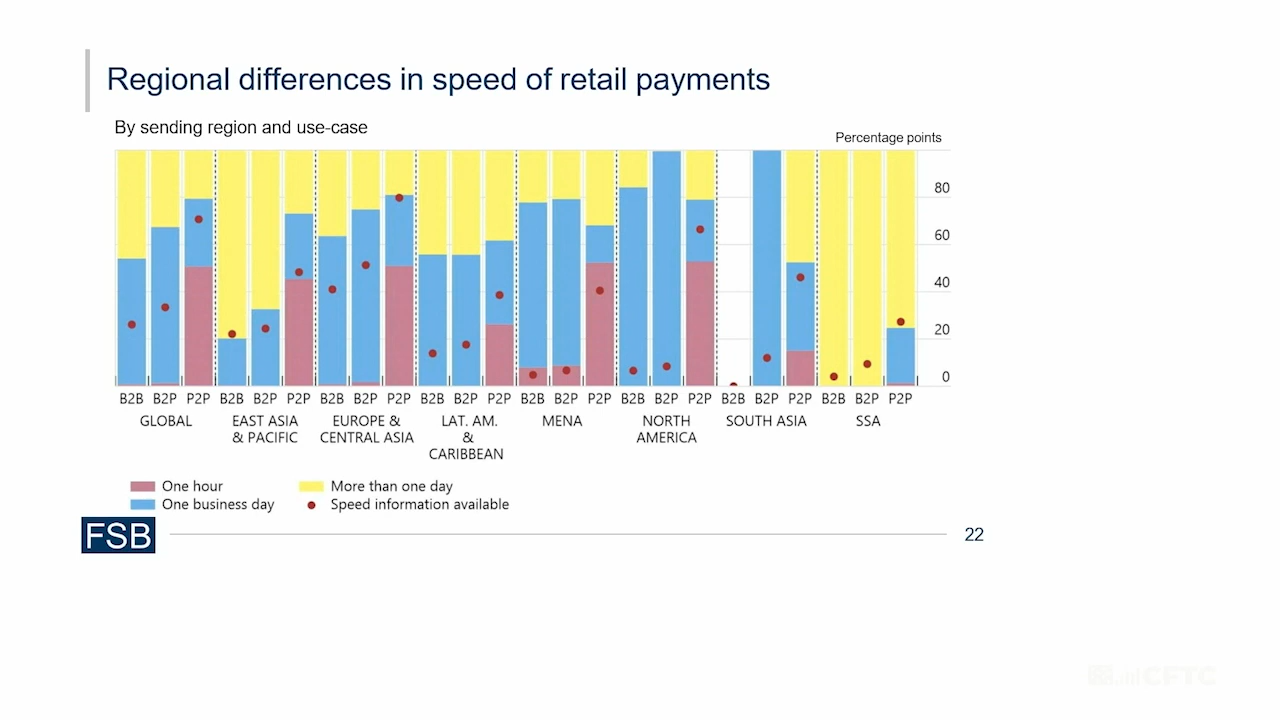 Regional differences in speed of retail payments
By sending region and use-case
Percentage points
80
60
40
20
0
B2B B2P P2P B2B B2P P2P B2B B2P P2P B2B B2P P2P B2B B2P P2P B2B B2P P2P B2B B2P P2P B2B B2P P2P
GLOBAL EAST ASIA EUROPE & LAT. AM. MENA NORTH SOUTH ASIA SSA
& PACIFIC CENTRAL ASIA & AMERICA
CARIBBEAN
One hour More than one day
One business day Speed information available
FSB 22
CFTC